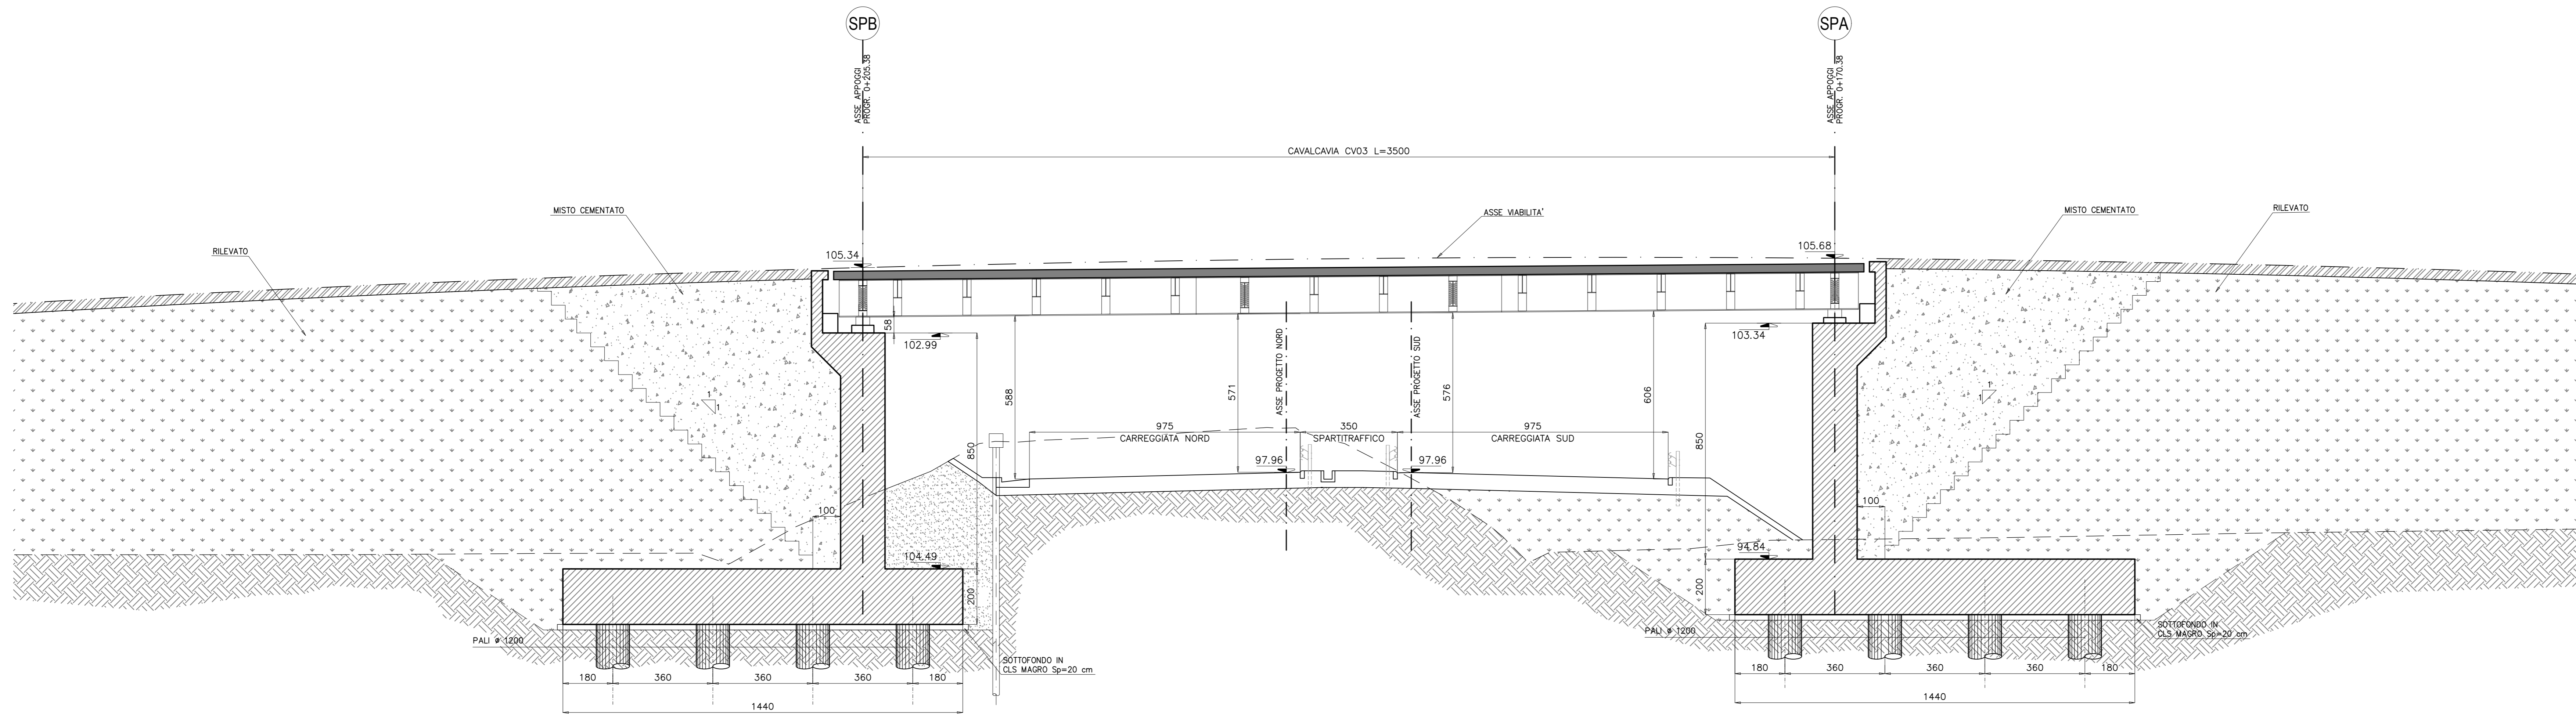 SPB
SPA
ASSE APPOGGI
PROGR. 0+205.38
ASSE APPOGGI
PROGR. 0+170.38
CAVALCAVIA CV03 L=3500
MISTO CEMENTATO
ASSE VIABILITA'
MISTO CEMENTATO
RILEVATO
RILEVATO
105.34
105.68
58
102.99
103.34
ASSE PROGETTO NORD
ASSE PROGETTO SUD
588
571
576
606
1
1
1
1
975
350
975
CARREGGIATA NORD
SPARTITRAFFICO
CARREGGIATA SUD
850
850
97.96
97.96
100
100
104.49
94.84
200
200
PALI ø 1200
PALI ø 1200
SOTTOFONDO IN
CLS MAGRO Sp=20 cm
SOTTOFONDO IN
CLS MAGRO Sp=20 cm
180
360
360
360
180
180
360
360
360
180
1440
1440